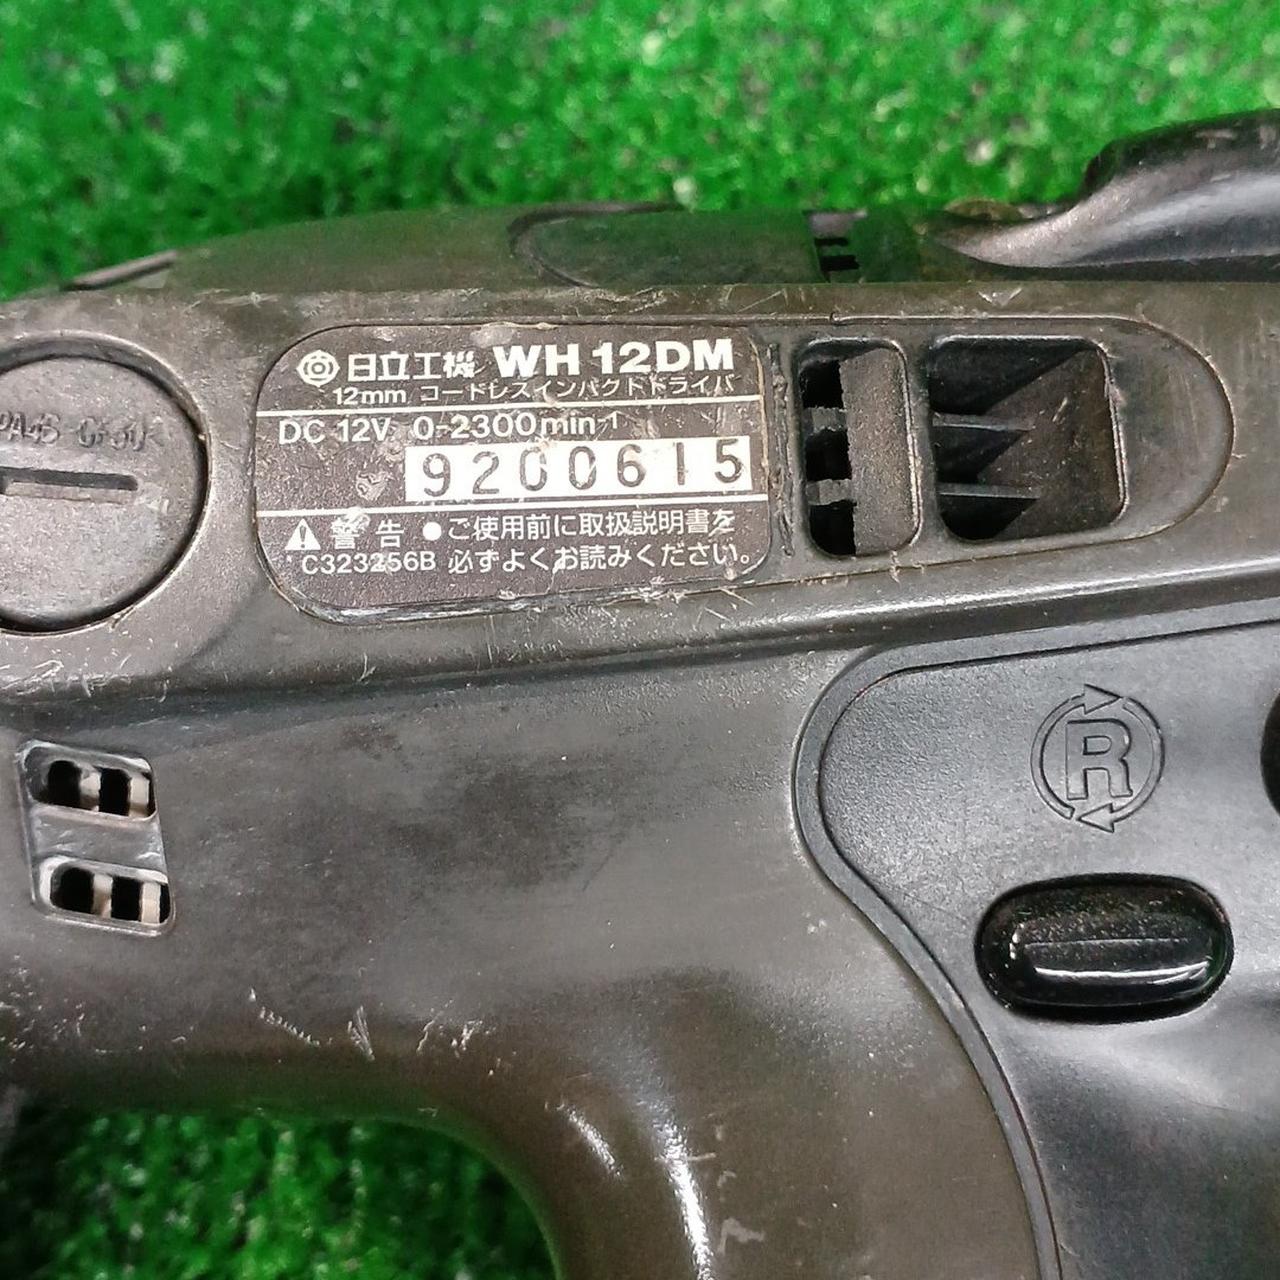 日立工機 WH 12DM
12mm コードレスインパクトドライバ
DC 12V 0-2300min⁻¹
9200615
⚠ 警告 ●ご使用前に取扱説明書を
C323256B 必ずよくお読みください。
R